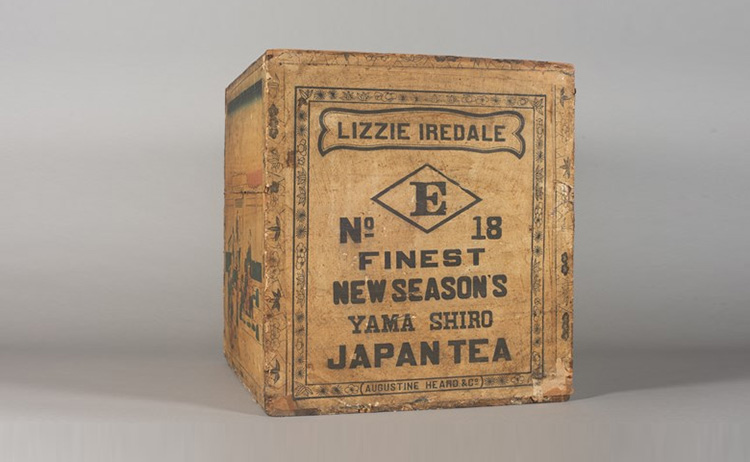 LIZZIE IREDALE
E
No 18
FINEST
NEW SEASON'S
YAMA SHIRO
JAPAN TEA
(AUGUSTINE HEARD & Co)